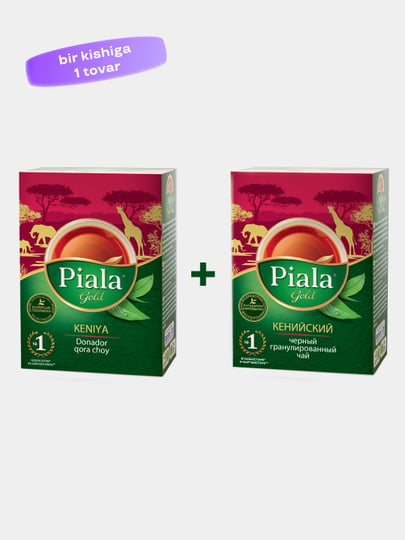 bir kishiga
1 tovar
Piala
Gold
KENIYA
Donador
qora choy
№1
+
Piala
Gold
КЕНИЙСКИЙ
черный
гранулированный
чай
№1